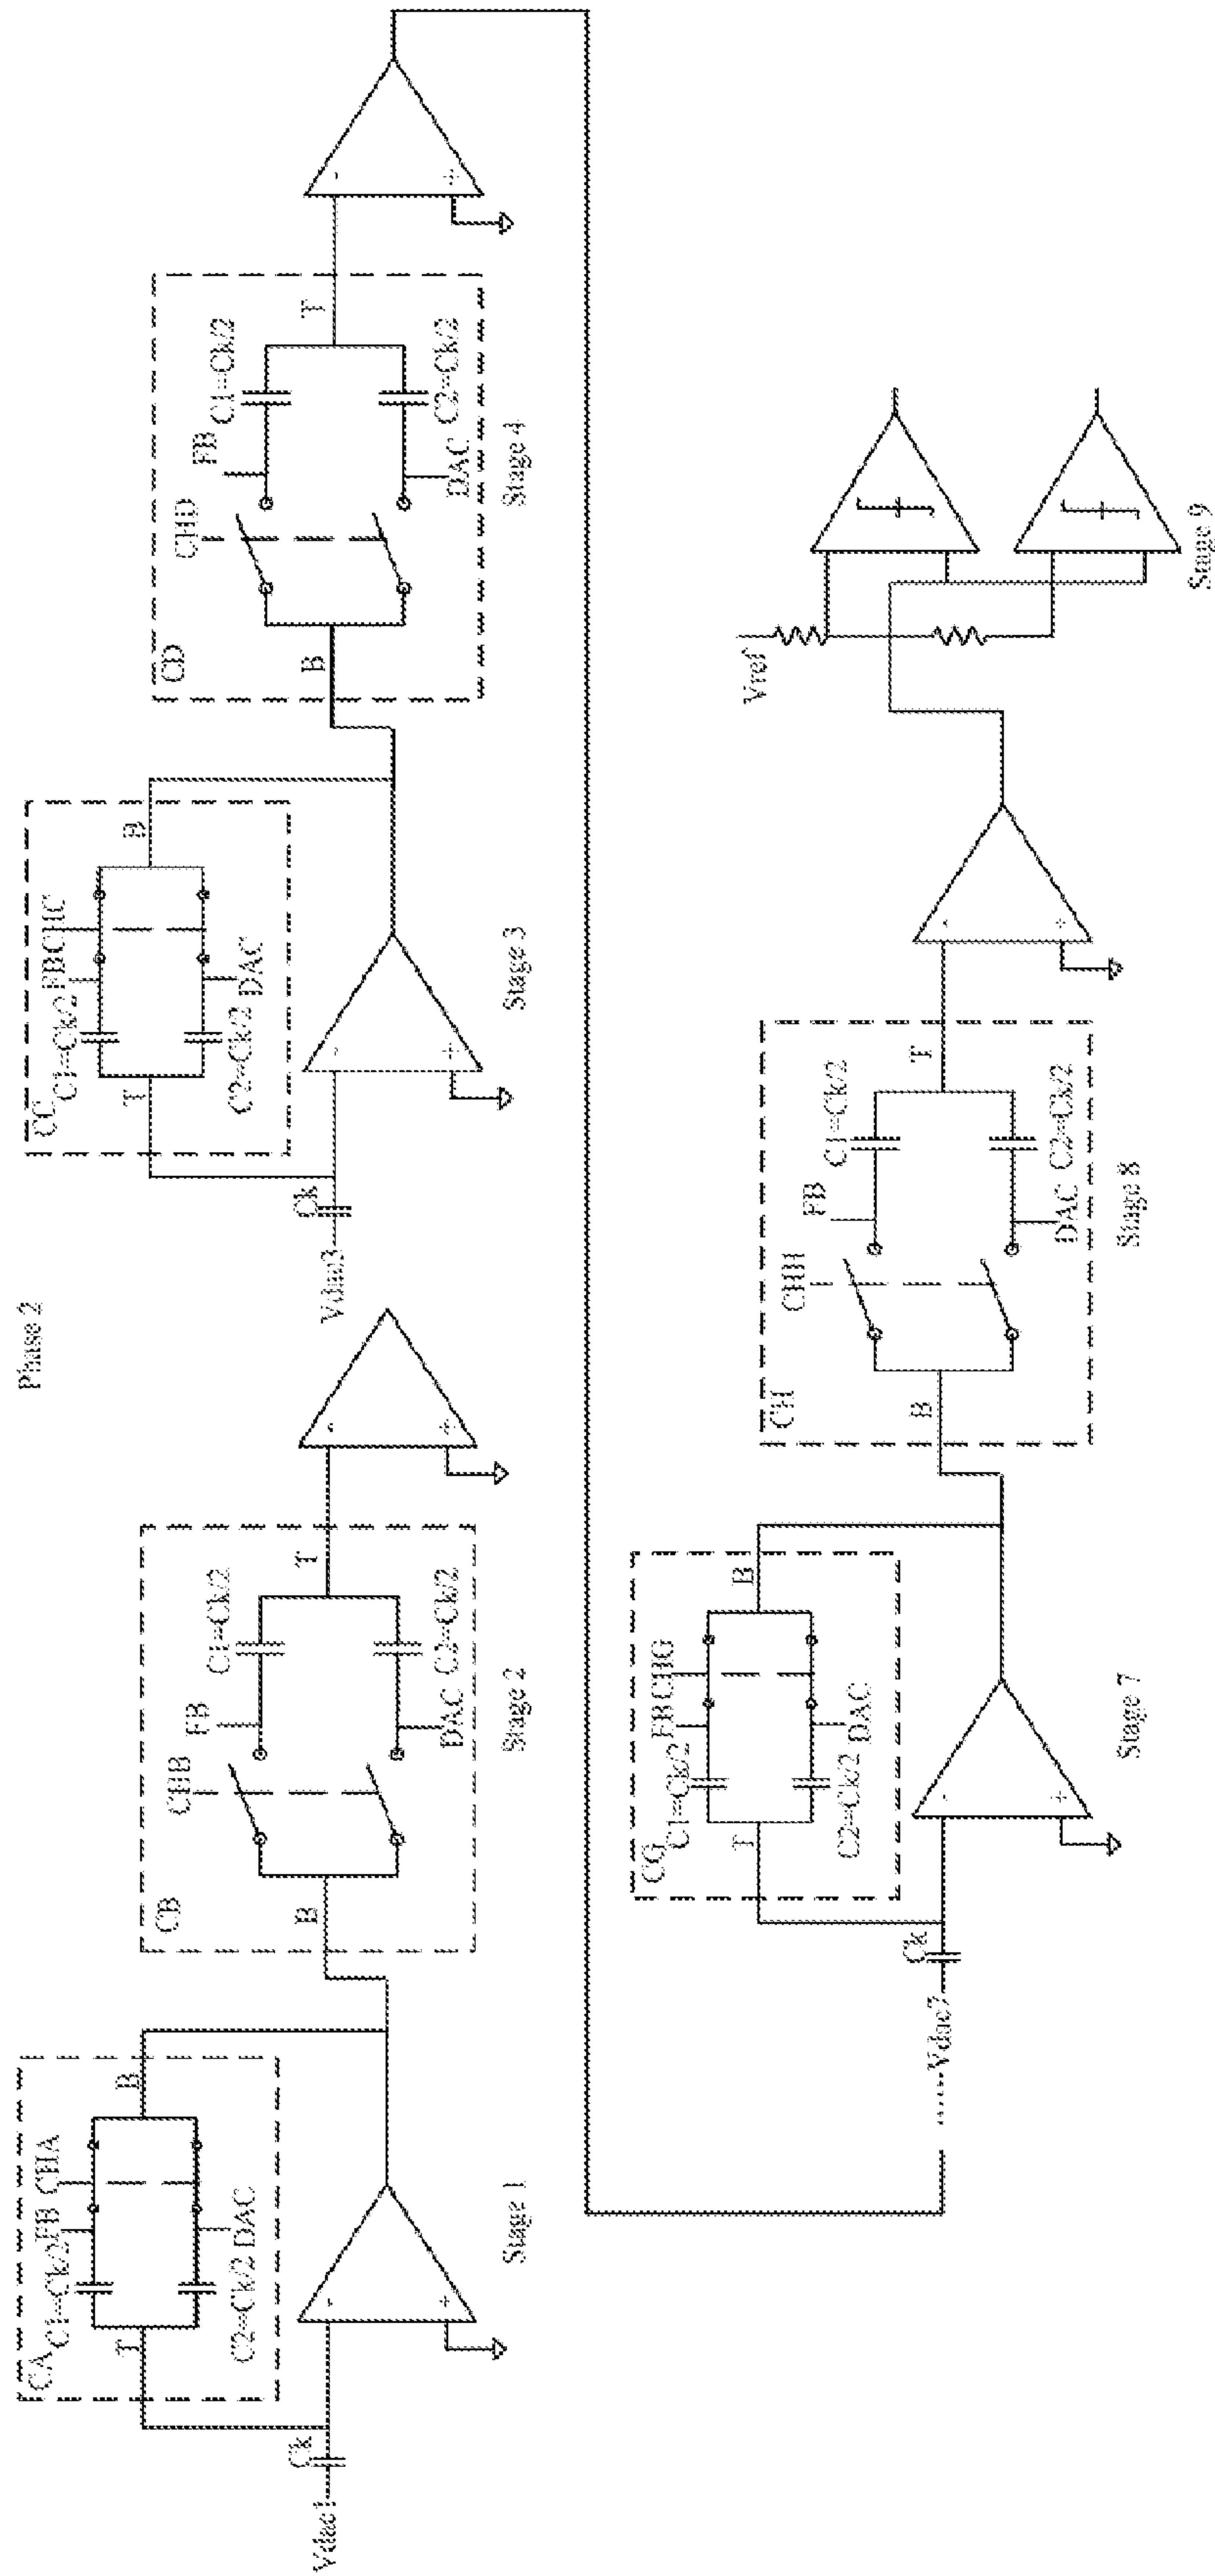 Phase 2
CA
C1=Ck/2
FB
CHA
T
B
C2=Ck/2
DAC
Vdac1
Ck
-
+
Stage 1
CB
CHB
FB
C1=Ck/2
B
T
DAC
C2=Ck/2
Stage 2
-
+
CC
C1=Ck/2
FB
CHC
T
B
C2=Ck/2
DAC
Vdac3
Ck
-
+
Stage 3
CD
CHD
FB
C1=Ck/2
B
T
DAC
C2=Ck/2
Stage 4
-
+
CG
C1=Ck/2
FB
CHG
T
B
C2=Ck/2
DAC
Vdac7
Ck
-
+
Stage 7
CH
CHH
FB
C1=Ck/2
B
T
DAC
C2=Ck/2
Stage 8
-
+
Vref
Stage 9